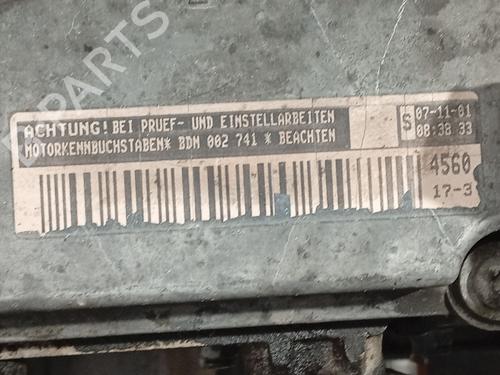 ACHTUNG! BEI PRUEF- UND EINSTELLARBEITEN
MOTORKENNBUCHSTABEN* BDN 002 741 * BEACHTEN
S 07-11-01
08:38 33
4560
17-3
B PARTS